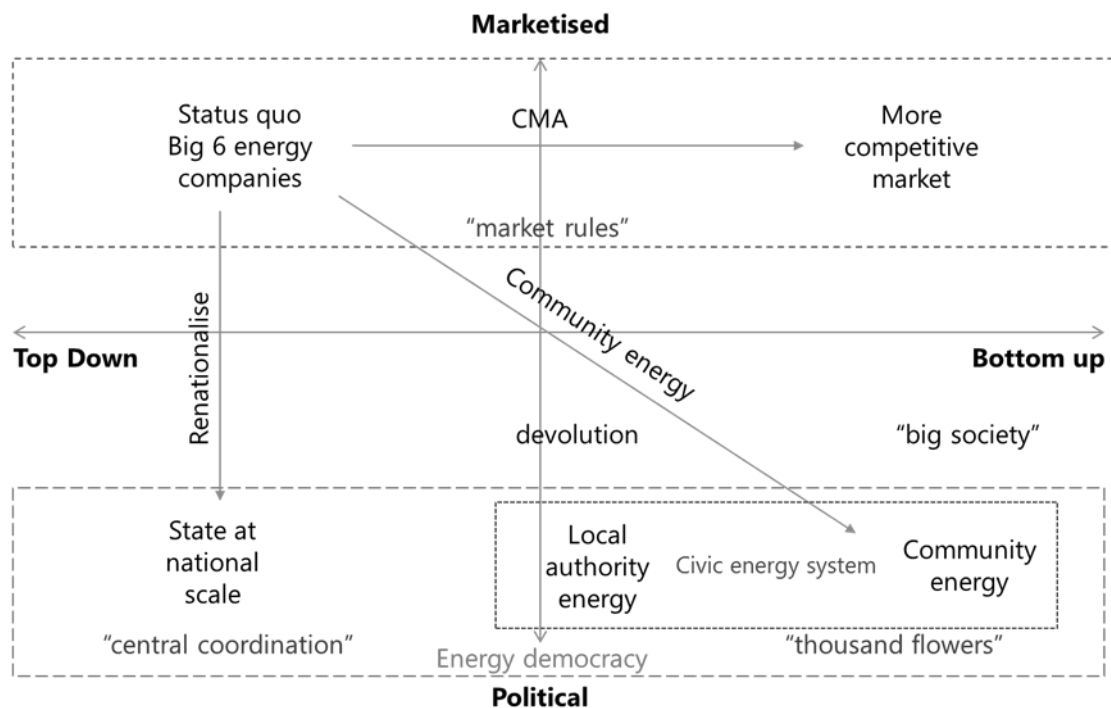 Marketised
Status quo
Big 6 energy
companies
CMA
More
competitive
market
“market rules”
Renationalise
Community energy
Top Down
Bottom up
devolution
“big society”
State at
national
scale
Local
authority
energy
Civic energy system
Community
energy
“central coordination”
“thousand flowers”
Energy democracy
Political